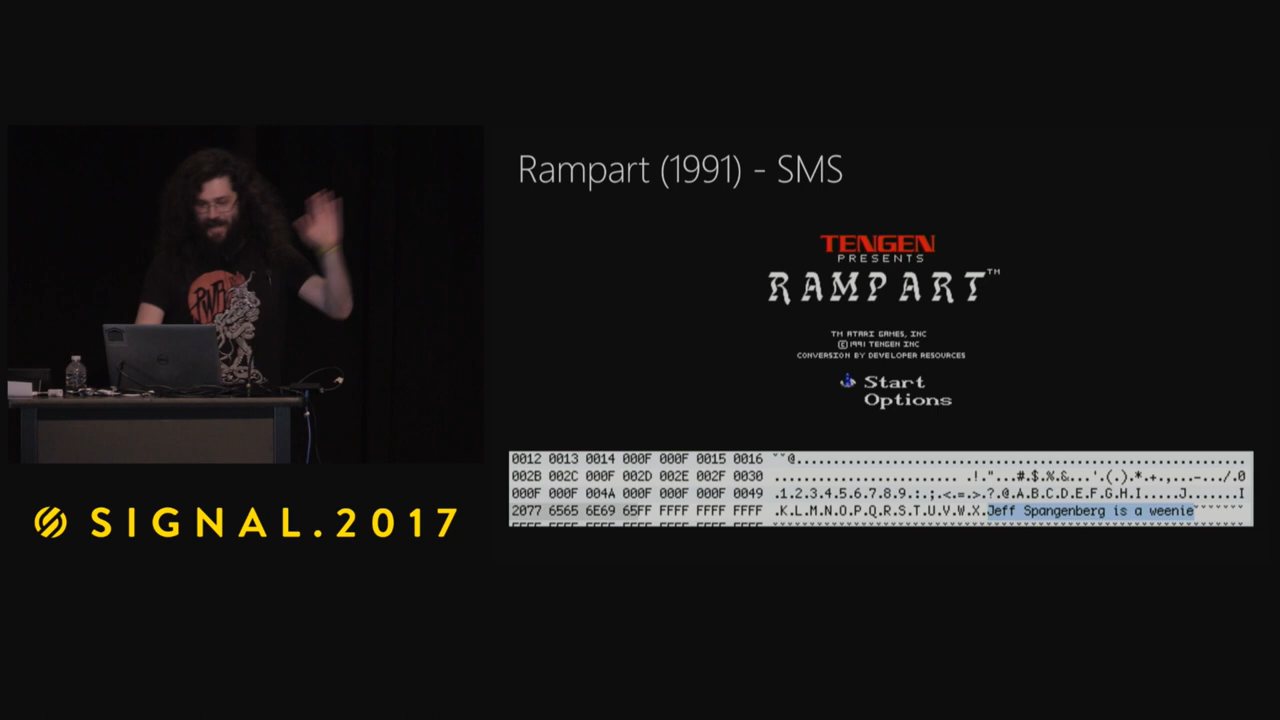 Rampart (1991) - SMS
TENGEN
PRESENTS
RAMPART™
TM ATARI GAMES, INC
©1991 TENGEN INC
CONVERSION BY DEVELOPER RESOURCES
Start
Options
0012 0013 0014 000F 000F 0015 0016
002B 002C 000F 002D 002E 002F 0030
000F 000F 004A 000F 000F 000F 0049 .1.2.3.4.5.6.7.8.9.:.;.<.=.>.?.@.A.B.C.D.E.F.G.H.I.....J.......I
2077 6565 6E69 65FF FFFF FFFF FFFF .K.L.M.N.O.P.Q.R.S.T.U.V.W.X.Jeff Spangenberg is a weenie
SIGNAL.2017